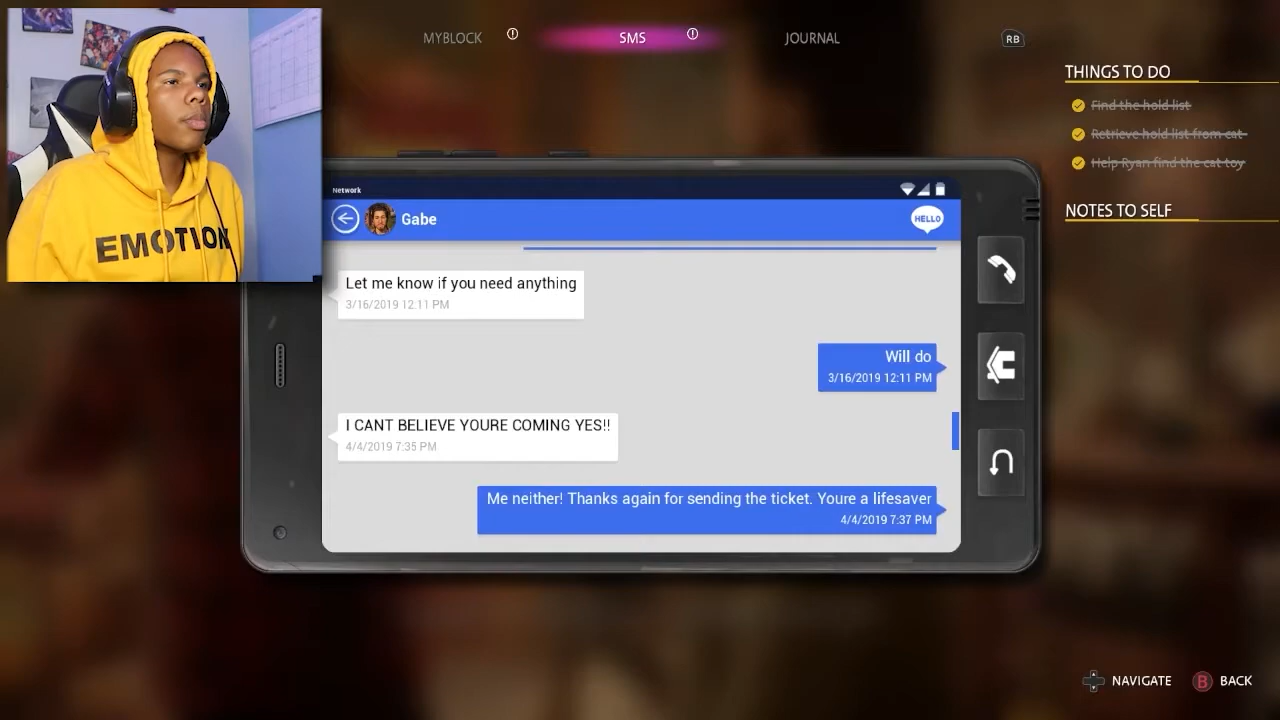 MYBLOCK
SMS
JOURNAL
RB
THINGS TO DO
Find the hold list
Retrieve hold list from cat
Help Ryan find the cat toy
NOTES TO SELF
EMOTION
Network
Gabe
HELLO
Let me know if you need anything
3/16/2019 12:11 PM
Will do
3/16/2019 12:11 PM
I CANT BELIEVE YOURE COMING YES!!
4/4/2019 7:35 PM
Me neither! Thanks again for sending the ticket. Youre a lifesaver
4/4/2019 7:37 PM
NAVIGATE
B BACK